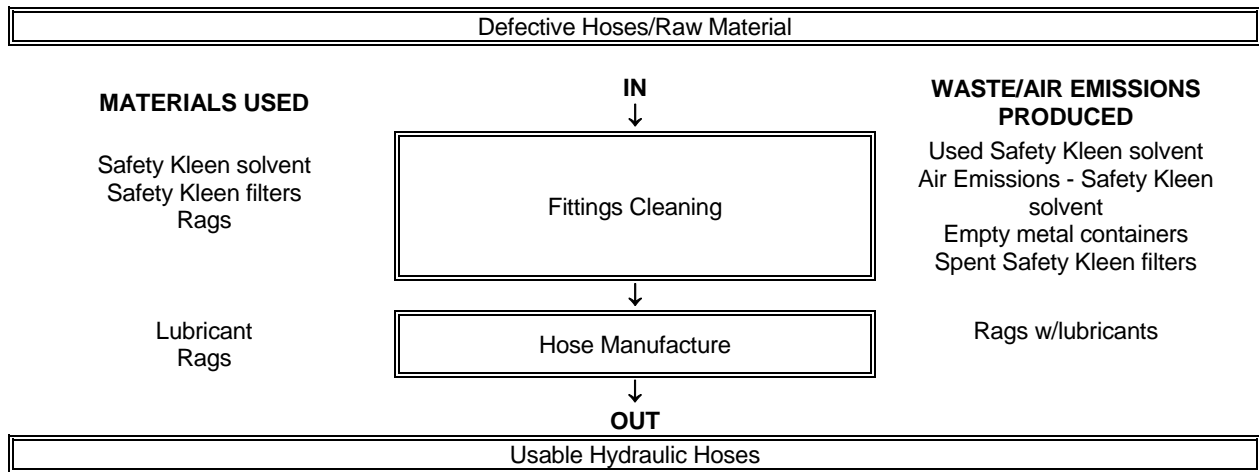 Defective Hoses/Raw Material
MATERIALS USED
IN
↓
WASTE/AIR EMISSIONS
PRODUCED
Safety Kleen solvent
Safety Kleen filters
Rags
Fittings Cleaning
Used Safety Kleen solvent
Air Emissions - Safety Kleen
solvent
Empty metal containers
Spent Safety Kleen filters
↓
Lubricant
Rags
Hose Manufacture
Rags w/lubricants
↓
OUT
Usable Hydraulic Hoses